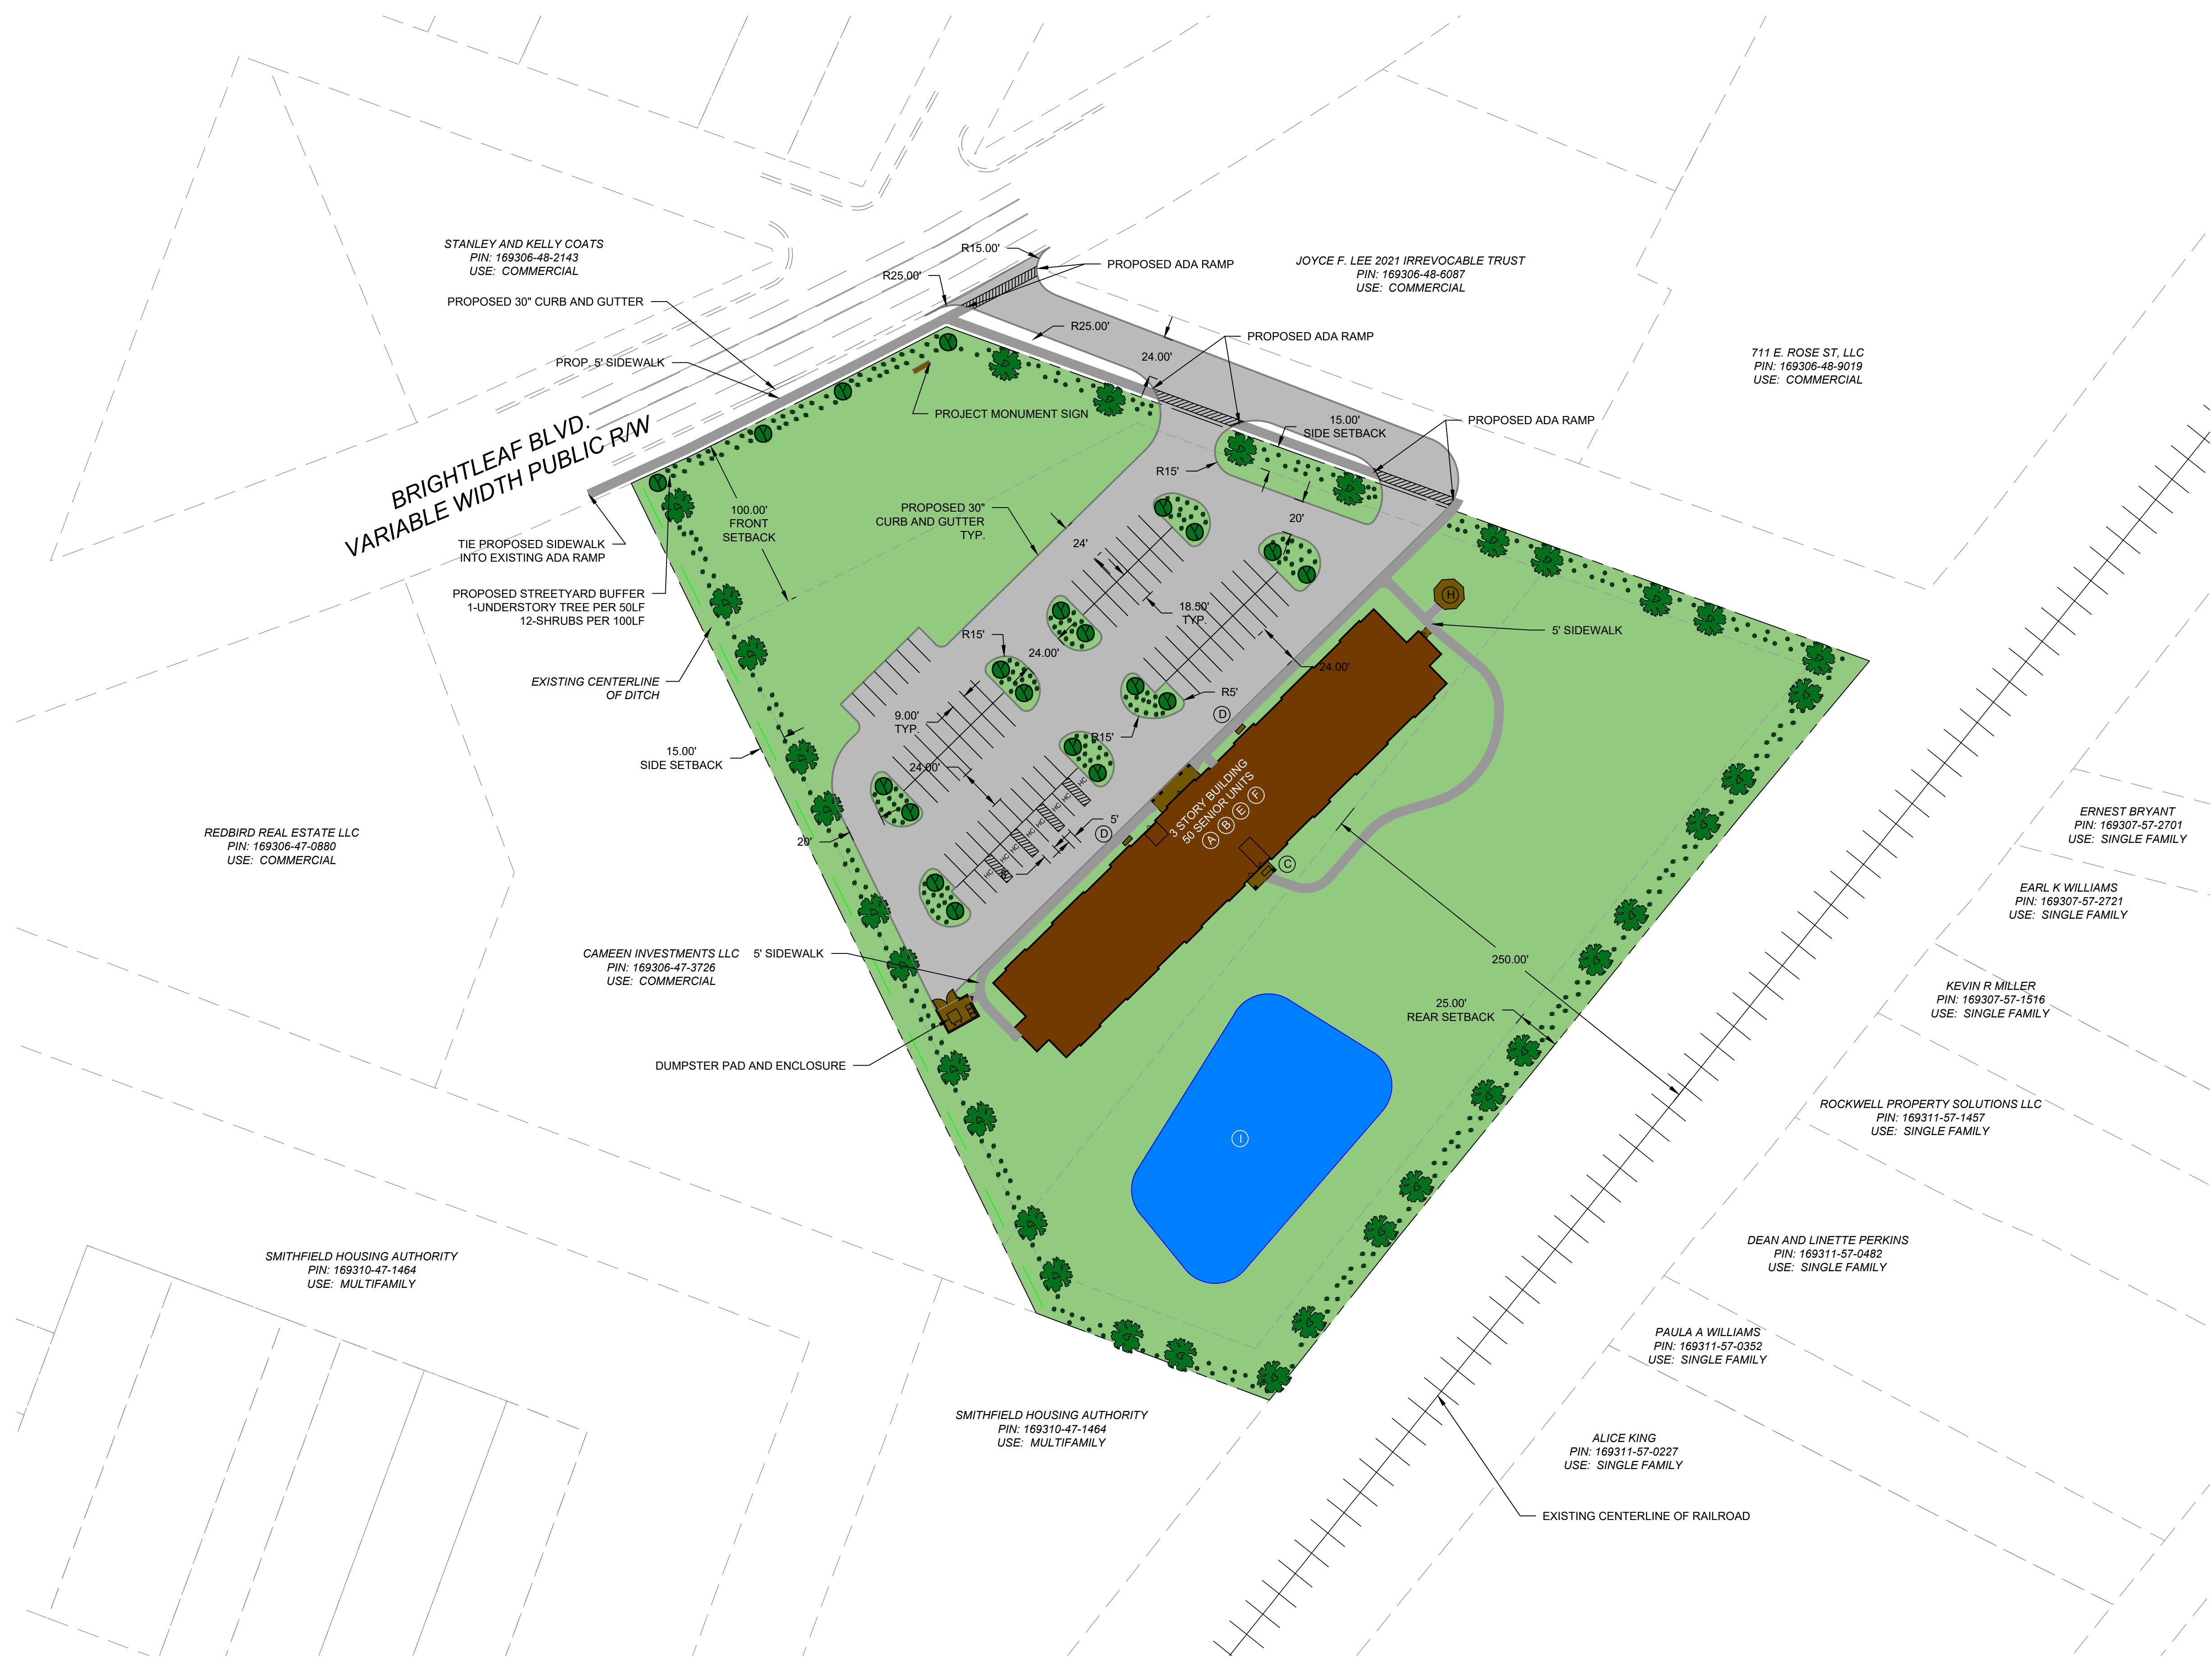 STANLEY AND KELLY COATS
PIN: 169306-48-2143
USE: COMMERCIAL
R15.00'
R25.00'
PROPOSED ADA RAMP
JOYCE F. LEE 2021 IRREVOCABLE TRUST
PIN: 169306-48-6087
USE: COMMERCIAL
PROPOSED 30" CURB AND GUTTER
R25.00'
PROPOSED ADA RAMP
24.00'
711 E. ROSE ST, LLC
PIN: 169306-48-9019
USE: COMMERCIAL
PROP. 5' SIDEWALK
PROJECT MONUMENT SIGN
15.00'
SIDE SETBACK
PROPOSED ADA RAMP
BRIGHTLEAF BLVD.
VARIABLE WIDTH PUBLIC R/W
R15'
100.00'
FRONT
SETBACK
PROPOSED 30"
CURB AND GUTTER
TYP.
20'
24'
TIE PROPOSED SIDEWALK
INTO EXISTING ADA RAMP
PROPOSED STREETYARD BUFFER
1-UNDERSTORY TREE PER 50LF
12-SHRUBS PER 100LF
H
18.50'
TYP.
5' SIDEWALK
R15'
24.00'
24.00'
EXISTING CENTERLINE
OF DITCH
R5'
9.00'
TYP.
D
R15'
15.00'
SIDE SETBACK
24.00'
HC
HC
HC
HC
HC
HC
HC
HC
3 STORY BUILDING
50 SENIOR UNITS
A B E F
5'
D
20'
C
REDBIRD REAL ESTATE LLC
PIN: 169306-47-0880
USE: COMMERCIAL
ERNEST BRYANT
PIN: 169307-57-2701
USE: SINGLE FAMILY
EARL K WILLIAMS
PIN: 169307-57-2721
USE: SINGLE FAMILY
CAMEEN INVESTMENTS LLC
PIN: 169306-47-3726
USE: COMMERCIAL
5' SIDEWALK
250.00'
25.00'
REAR SETBACK
KEVIN R MILLER
PIN: 169307-57-1516
USE: SINGLE FAMILY
DUMPSTER PAD AND ENCLOSURE
I
ROCKWELL PROPERTY SOLUTIONS LLC
PIN: 169311-57-1457
USE: SINGLE FAMILY
SMITHFIELD HOUSING AUTHORITY
PIN: 169310-47-1464
USE: MULTIFAMILY
DEAN AND LINETTE PERKINS
PIN: 169311-57-0482
USE: SINGLE FAMILY
PAULA A WILLIAMS
PIN: 169311-57-0352
USE: SINGLE FAMILY
SMITHFIELD HOUSING AUTHORITY
PIN: 169310-47-1464
USE: MULTIFAMILY
ALICE KING
PIN: 169311-57-0227
USE: SINGLE FAMILY
EXISTING CENTERLINE OF RAILROAD